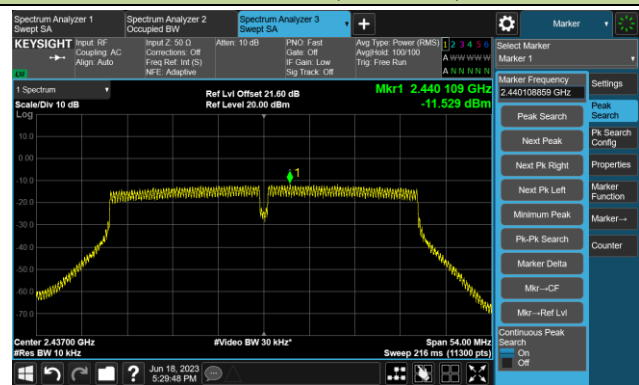 Spectrum Analyzer 1
Swept SA
Spectrum Analyzer 2
Occupied BW
Spectrum Analyzer 3
Swept SA
Marker
KEYSIGHT
Input: RF
Coupling: AC
Align: Auto
Input Z: 50 Ω
Corrections: Off
Freq Ref: Int (S)
NFE: Adaptive
Atten: 10 dB
PNO: Fast
Gate: Off
IF Gain: Low
Sig Track: Off
Avg Type: Power (RMS)
Avg|Hold: 100/100
Trig: Free Run
1 2 3 4 5 6
A W W W W W
A N N N N N
Select Marker
Marker 1
1 Spectrum
Scale/Div 10 dB
Ref Lvl Offset 21.60 dB
Ref Level 20.00 dBm
Mkr1 2.440 109 GHz
-11.529 dBm
Log
10.0
0.00
-10.0
-20.0
-30.0
-40.0
-50.0
-60.0
-70.0
1
Center 2.43700 GHz
#Res BW 10 kHz
#Video BW 30 kHz*
Span 54.00 MHz
Sweep 216 ms (11300 pts)
Marker Frequency
2.440108859 GHz
Peak Search
Next Peak
Next Pk Right
Next Pk Left
Minimum Peak
Pk-Pk Search
Marker Delta
Mkr→CF
Mkr→Ref Lvl
Continuous Peak
Search
On
Off
Settings
Peak
Search
Pk Search
Config
Properties
Marker
Function
Marker→
Counter
Jun 18, 2023
5:29:48 PM